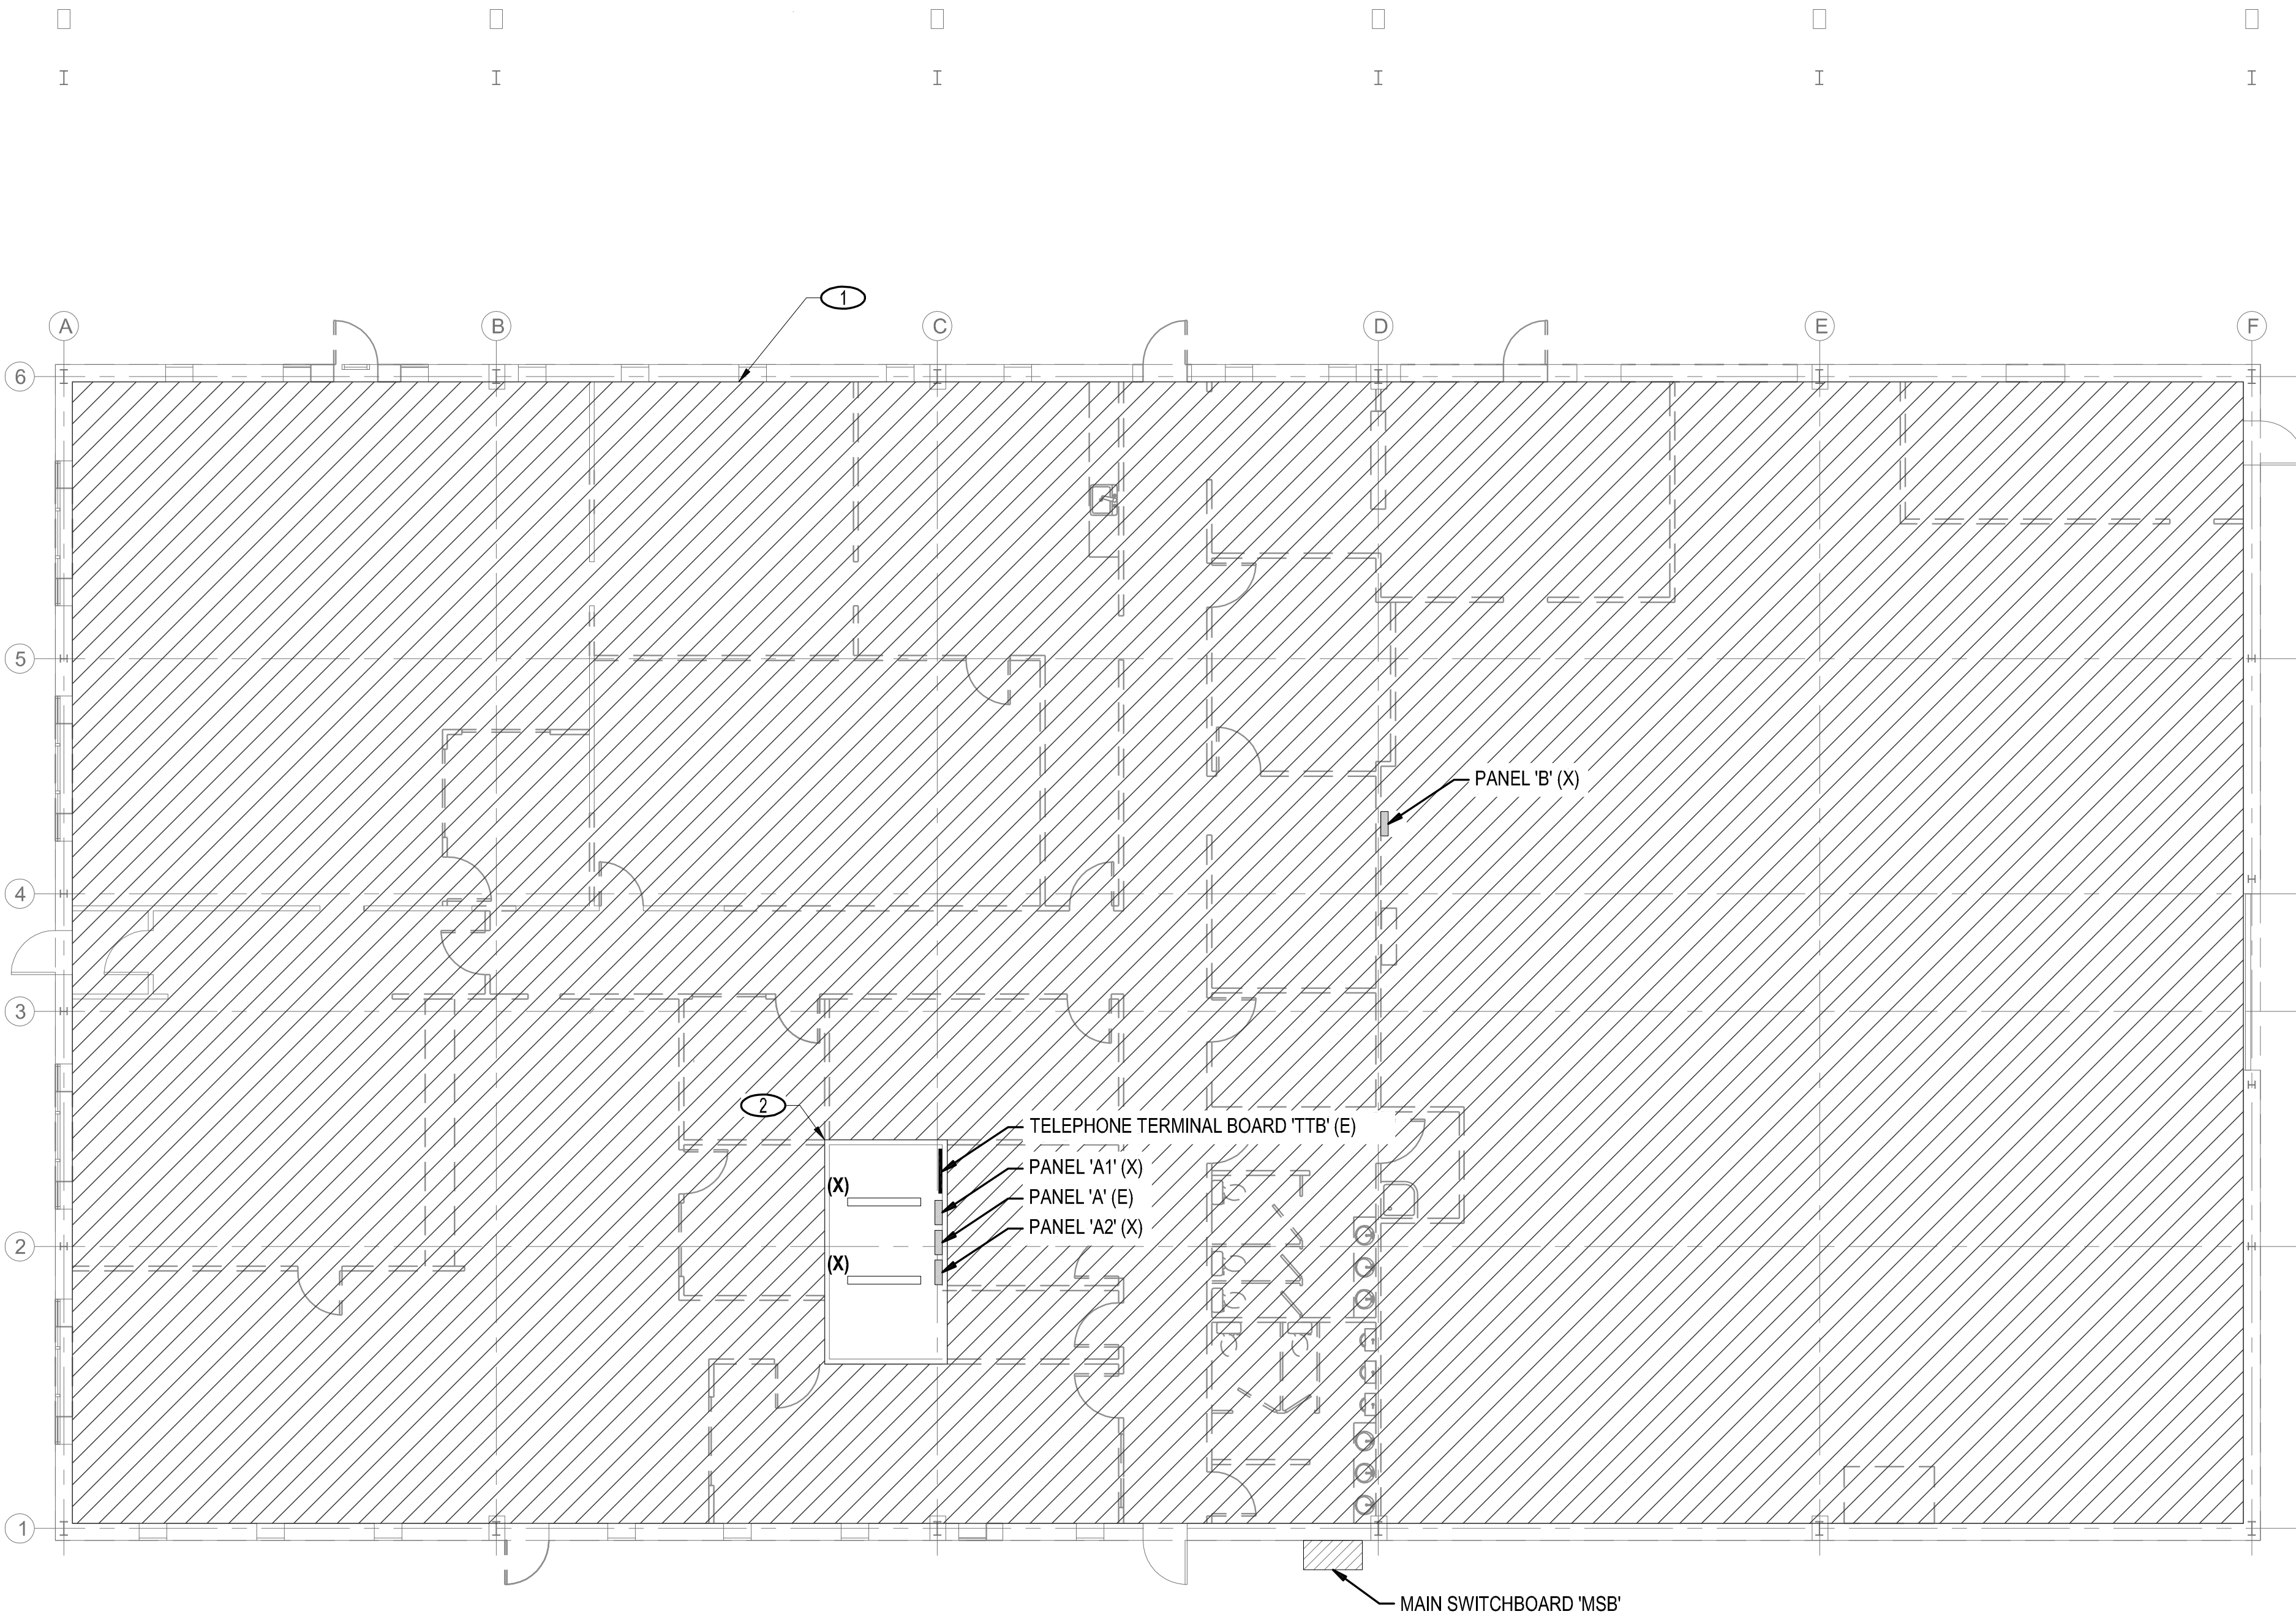 1
A
B
C
D
E
F
6
5
PANEL 'B' (X)
4
3
2
TELEPHONE TERMINAL BOARD 'TTB' (E)
PANEL 'A1' (X)
(X)
PANEL 'A' (E)
PANEL 'A2' (X)
2
(X)
1
MAIN SWITCHBOARD 'MSB'